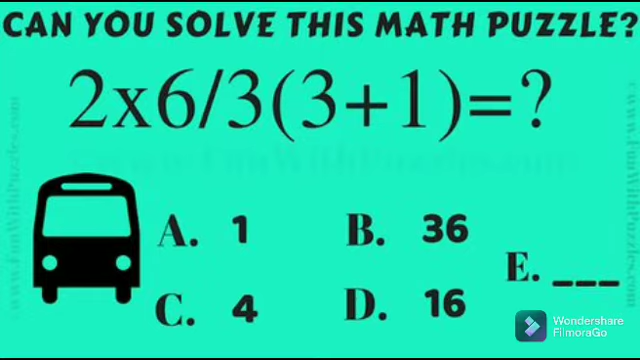 CAN YOU SOLVE THIS MATH PUZZLE?
2x6/3(3+1)=?
A. 1
B. 36
C. 4
D. 16
E. ___
Wondershare
FilmoraGo